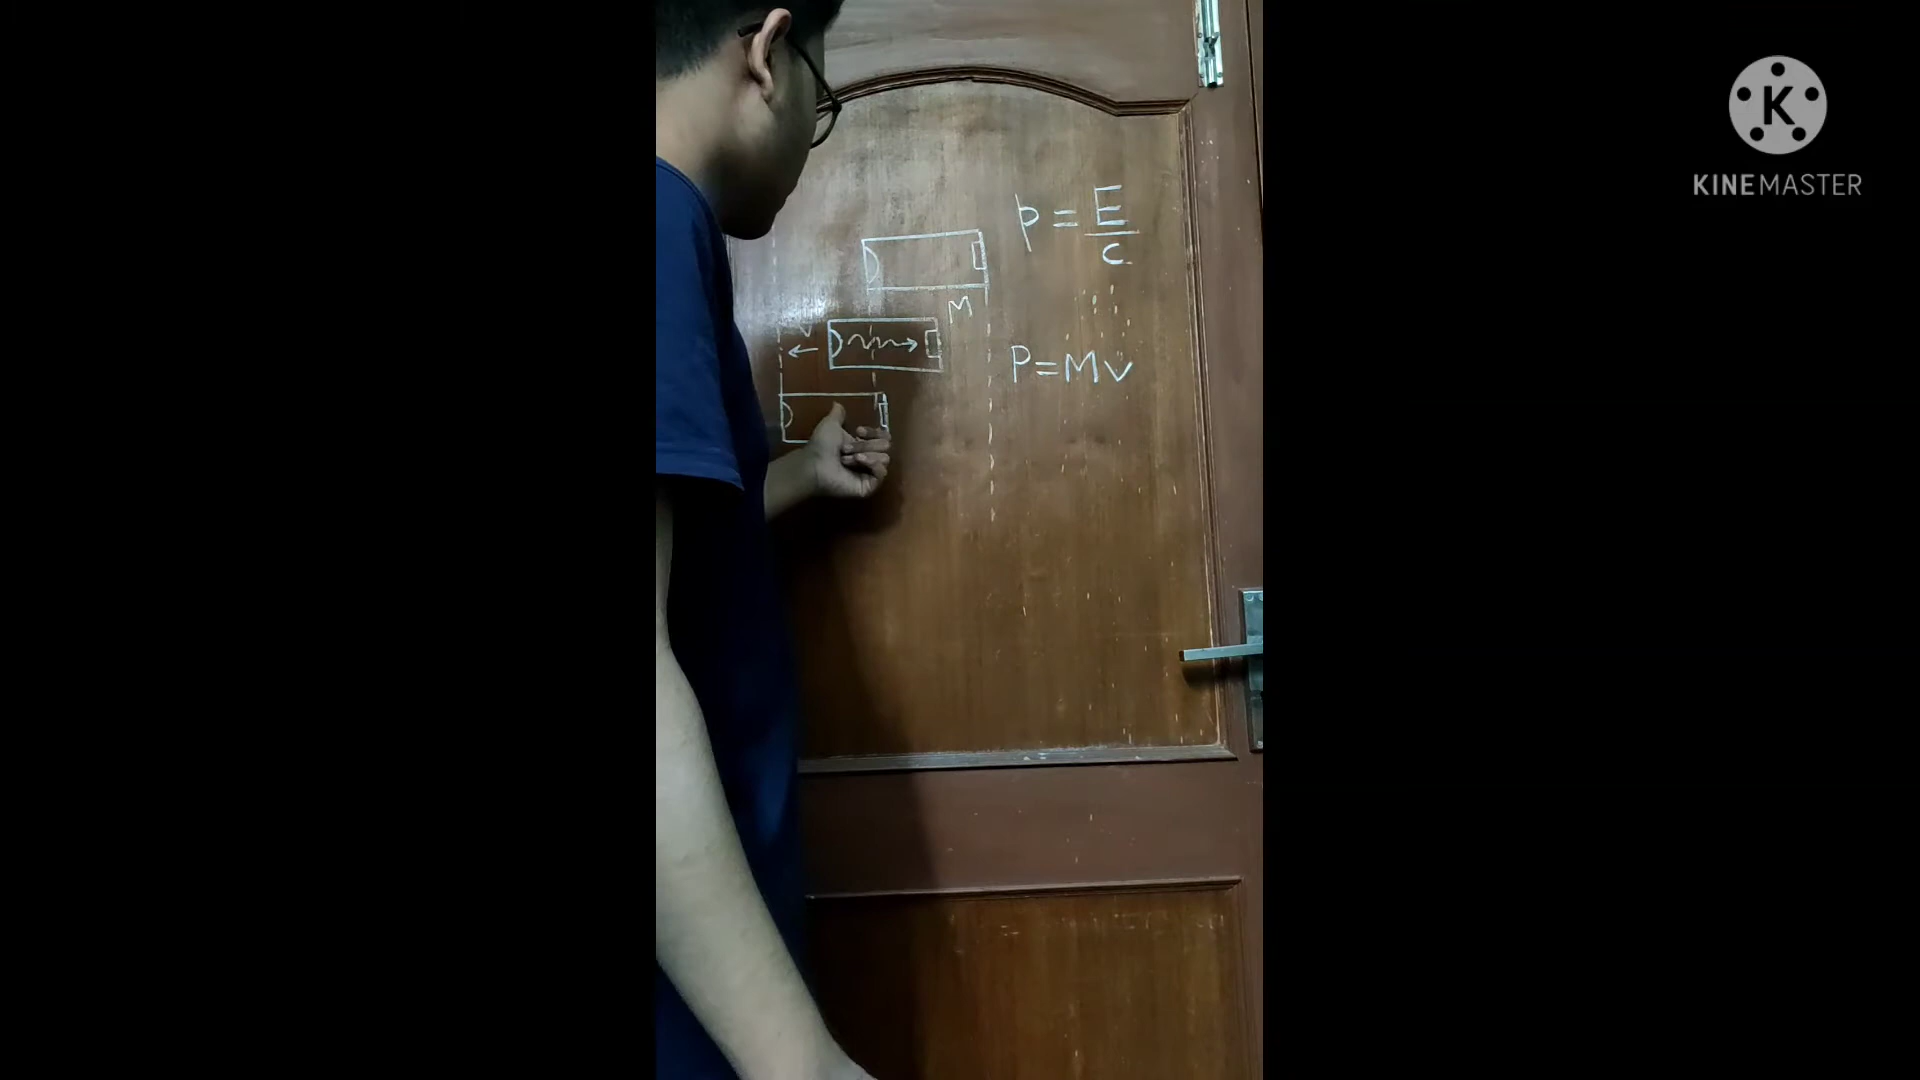 p = E/c
M
v
P=Mv
K
KINEMASTER